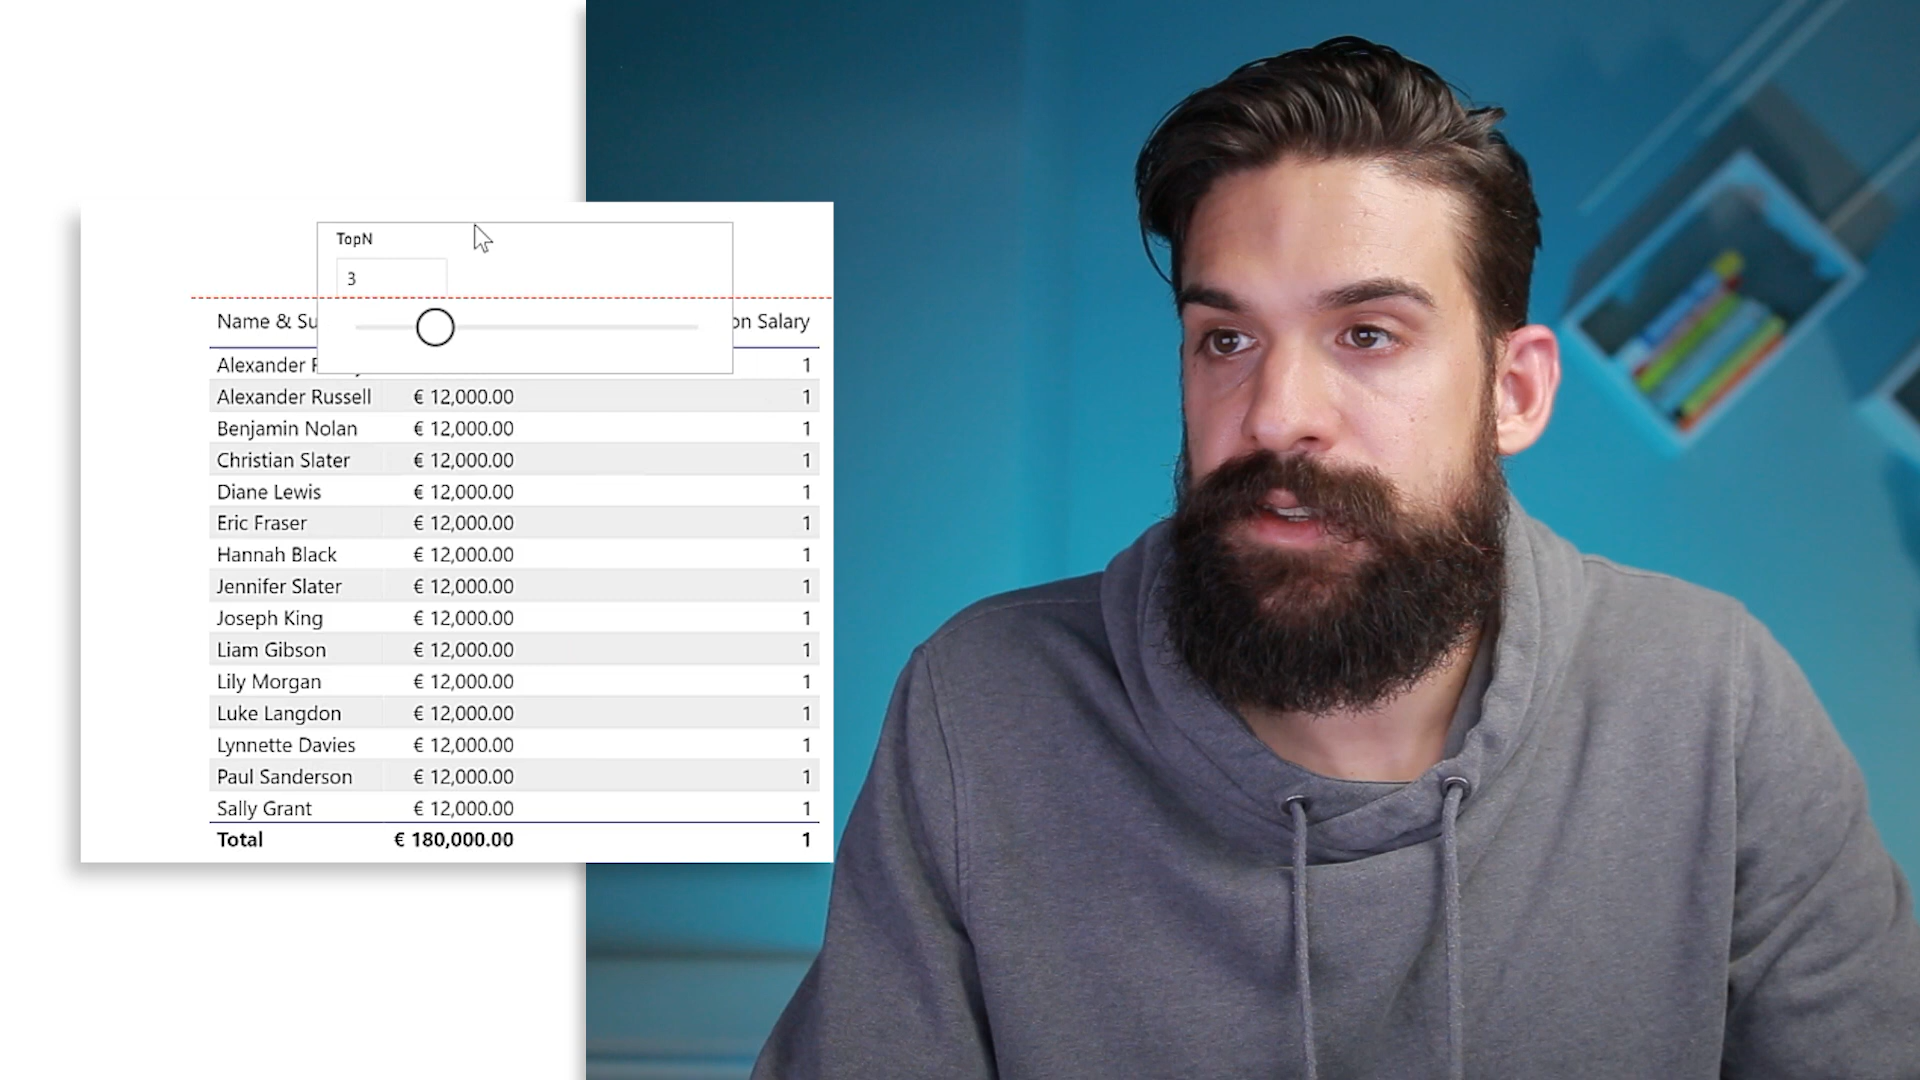 TopN
3
Name & Su on Salary
Alexander 1
Alexander Russell € 12,000.00 1
Benjamin Nolan € 12,000.00 1
Christian Slater € 12,000.00 1
Diane Lewis € 12,000.00 1
Eric Fraser € 12,000.00 1
Hannah Black € 12,000.00 1
Jennifer Slater € 12,000.00 1
Joseph King € 12,000.00 1
Liam Gibson € 12,000.00 1
Lily Morgan € 12,000.00 1
Luke Langdon € 12,000.00 1
Lynnette Davies € 12,000.00 1
Paul Sanderson € 12,000.00 1
Sally Grant € 12,000.00 1
Total € 180,000.00 1